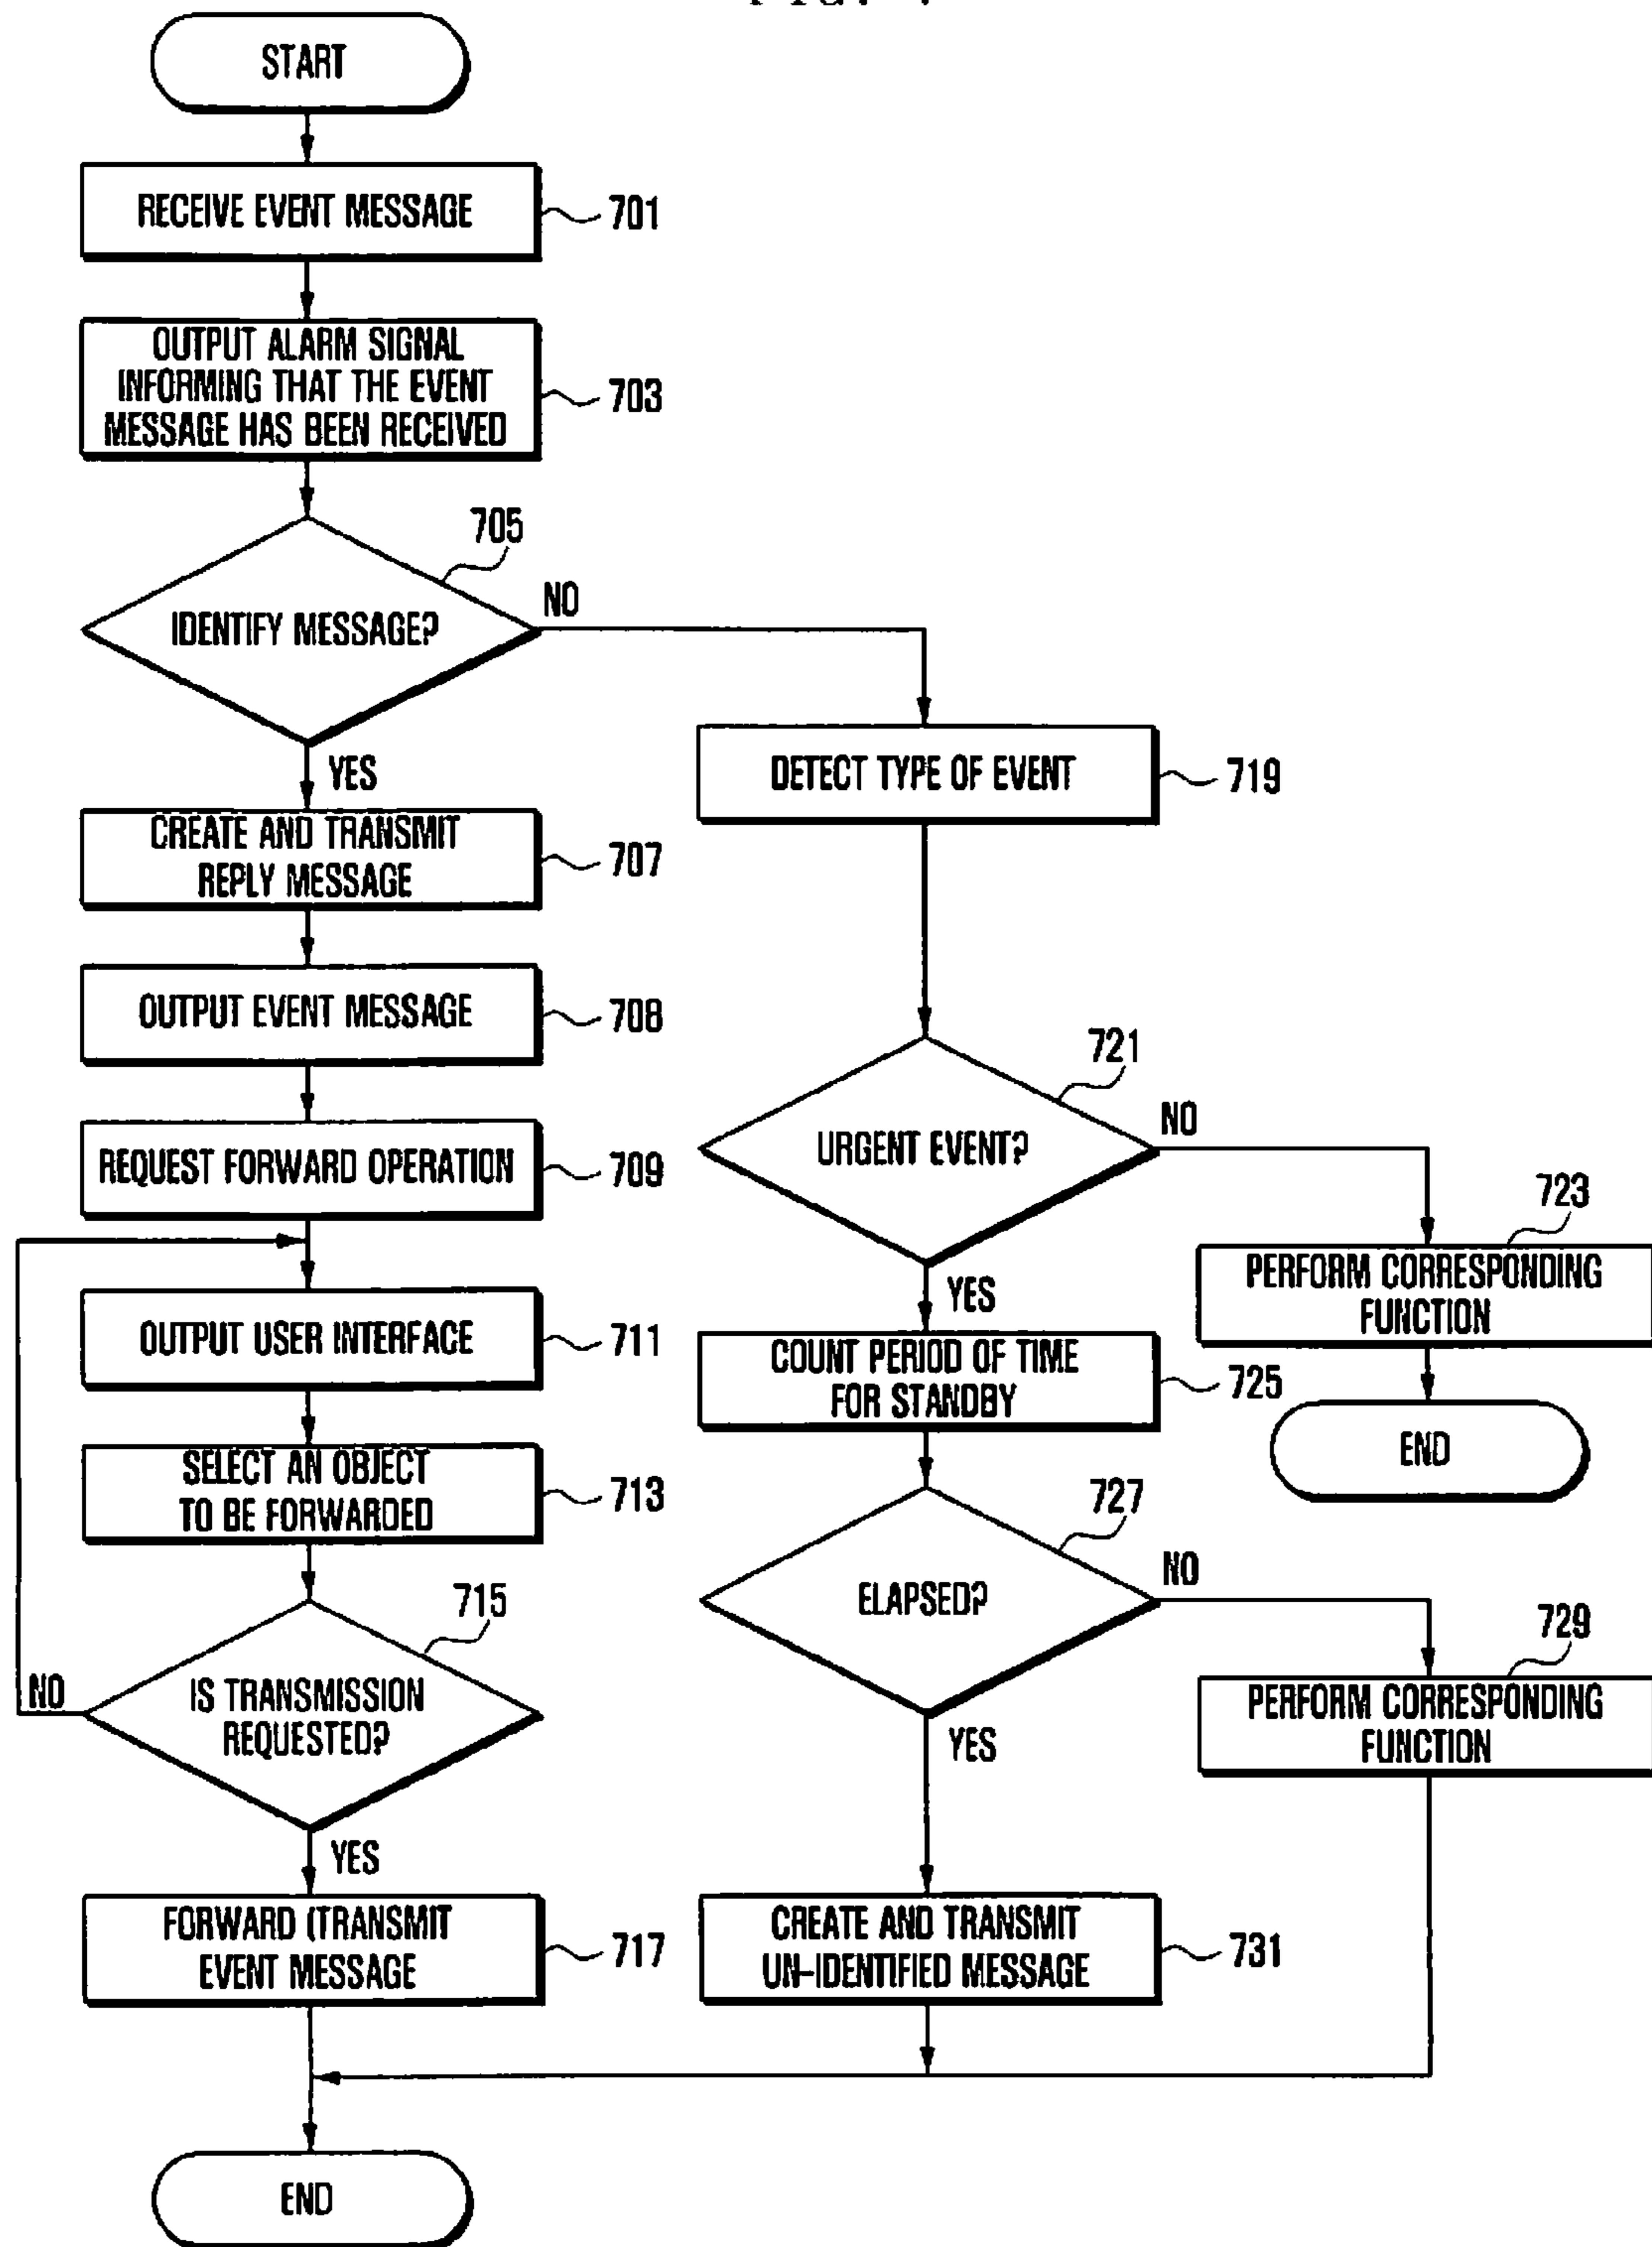 START
RECEIVE EVENT MESSAGE
701
OUTPUT ALARM SIGNAL
INFORMING THAT THE EVENT
MESSAGE HAS BEEN RECEIVED
703
705
IDENTIFY MESSAGE?
NO
YES
CREATE AND TRANSMIT
REPLY MESSAGE
707
OUTPUT EVENT MESSAGE
708
REQUEST FORWARD OPERATION
709
OUTPUT USER INTERFACE
711
SELECT AN OBJECT
TO BE FORWARDED
713
715
IS TRANSMISSION
REQUESTED?
NO
YES
FORWARD (TRANSMIT
EVENT MESSAGE
717
DETECT TYPE OF EVENT
719
721
URGENT EVENT?
NO
YES
723
PERFORM CORRESPONDING
FUNCTION
END
COUNT PERIOD OF TIME
FOR STANDBY
725
727
ELAPSED?
NO
YES
729
PERFORM CORRESPONDING
FUNCTION
CREATE AND TRANSMIT
UN-IDENTIFIED MESSAGE
731
END